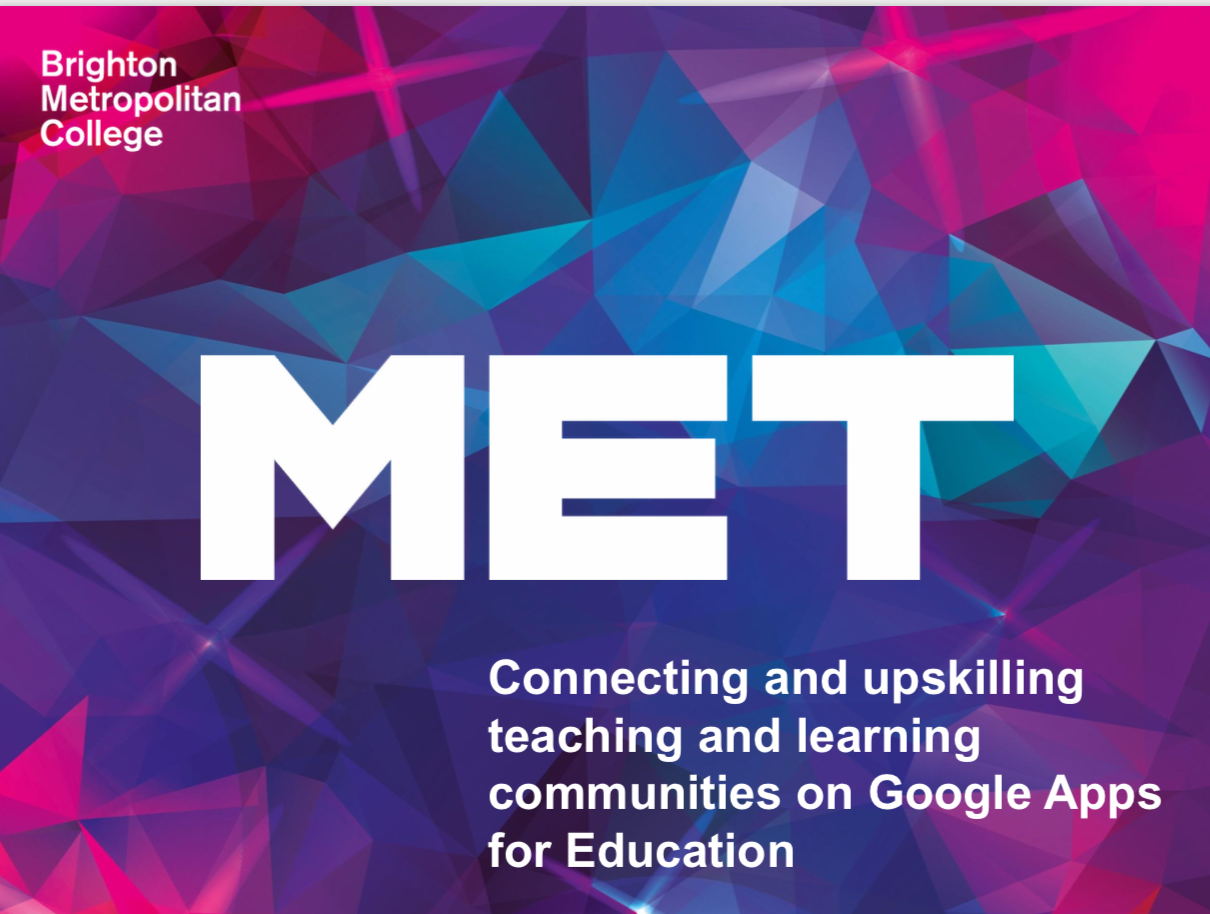 Brighton
Metropolitan
College
MET
Connecting and upskilling
teaching and learning
communities on Google Apps
for Education